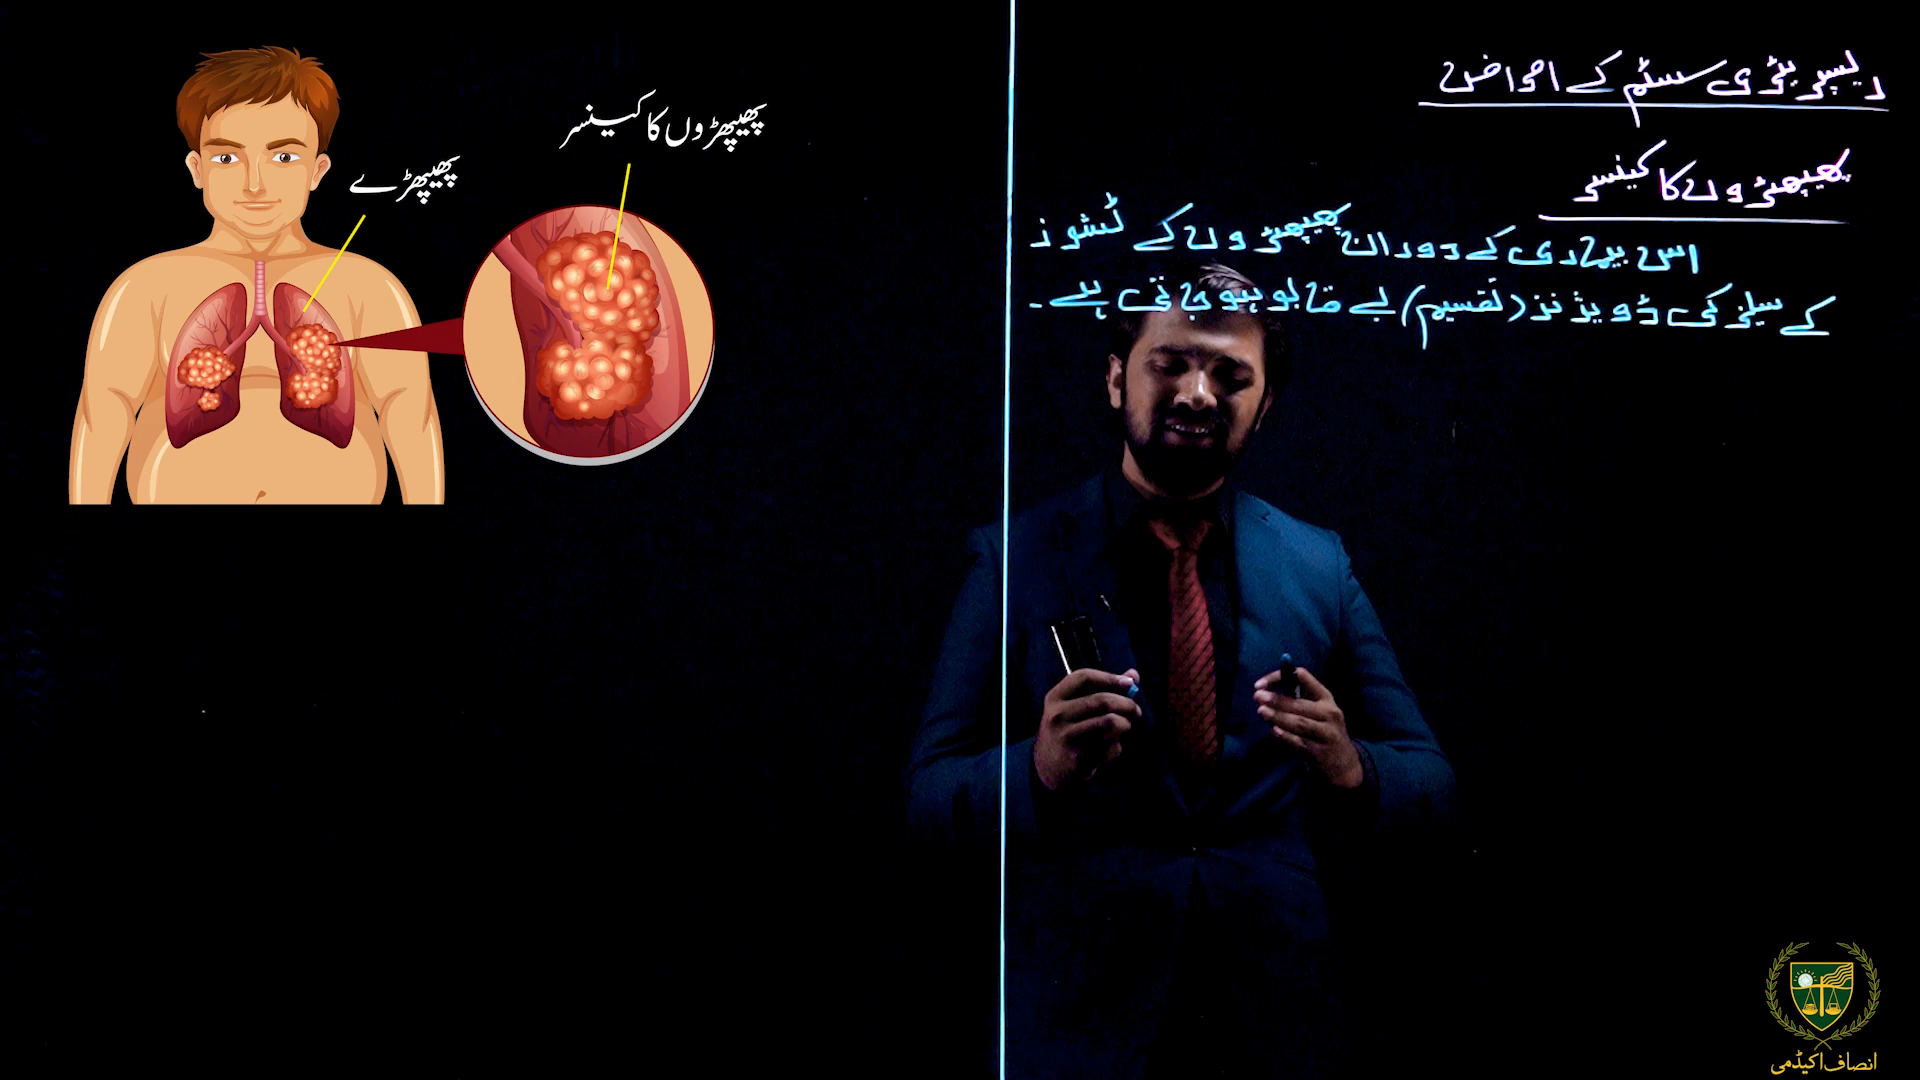 ریسپریٹری سسٹم کے امراض
پھیپھڑوں کا کینسر
اس بیماری کے دوران پھیپھڑوں کے ٹشوز
کے سیلز کی ڈویژنز (تقسیم) بے قابو ہو جاتی ہے۔
پھیپھڑوں کا کینسر
پھیپھڑے
انصاف اکیڈمی